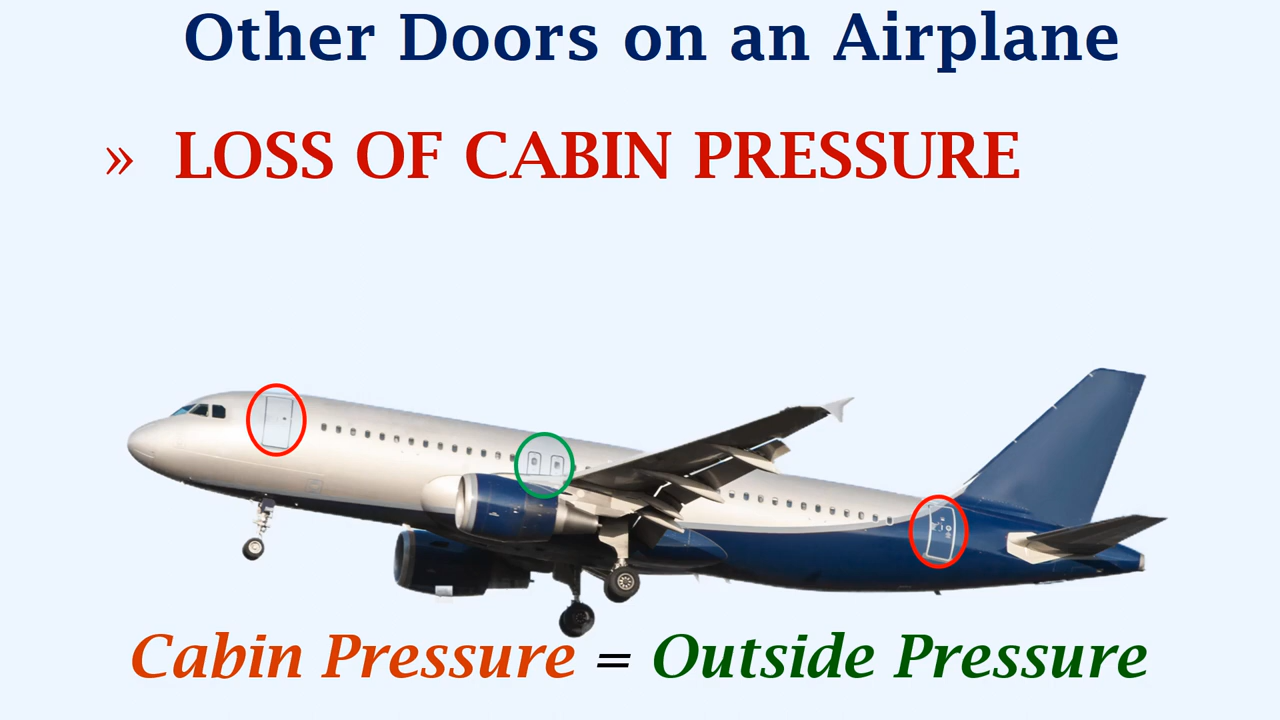 Other Doors on an Airplane
» LOSS OF CABIN PRESSURE
Cabin Pressure = Outside Pressure